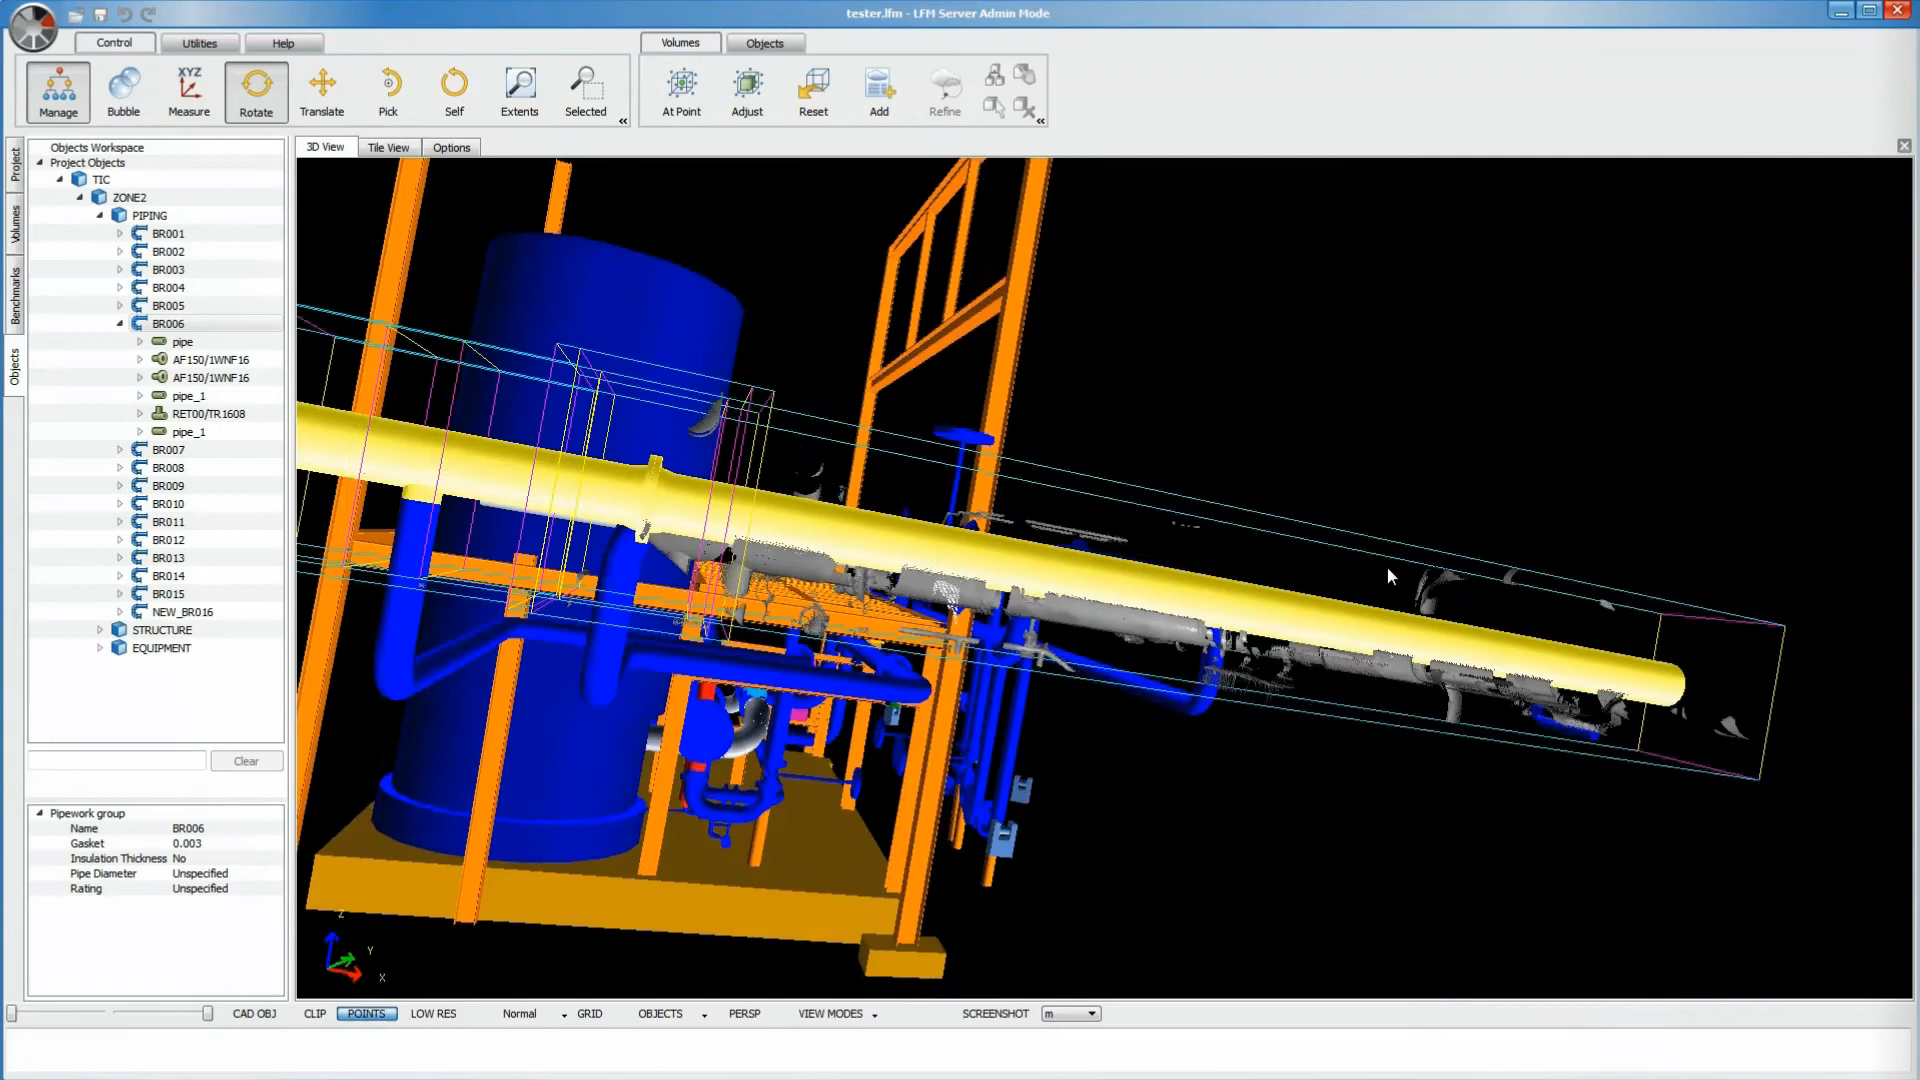 tester.lfm - LFM Server Admin Mode
Control Utilities Help Volumes Objects
XYZ
Manage Bubble Measure Rotate Translate Pick Self Extents Selected At Point Adjust Reset Add Refine
Project
Volumes
Benchmarks
Objects
Objects Workspace
Project Objects
TIC
ZONE2
PIPING
BR001
BR002
BR003
BR004
BR005
BR006
pipe
AF150/1WNF16
AF150/1WNF16
pipe_1
RET00/TR1608
pipe_1
BR007
BR008
BR009
BR010
BR011
BR012
BR013
BR014
BR015
NEW_BR016
STRUCTURE
EQUIPMENT
Clear
Pipework group
Name BR006
Gasket 0.003
Insulation Thickness No
Pipe Diameter Unspecified
Rating Unspecified
3D View Tile View Options
Z
Y
X
CAD OBJ CLIP POINTS LOW RES Normal GRID OBJECTS PERSP VIEW MODES SCREENSHOT m